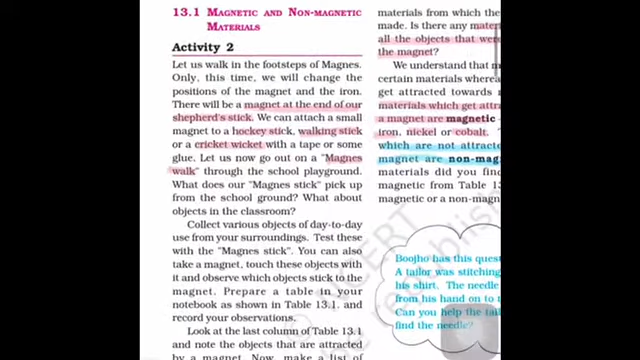 13.1 MAGNETIC AND NON-MAGNETIC
MATERIALS
Activity 2
Let us walk in the footsteps of Magnes.
Only, this time, we will change the
positions of the magnet and the iron.
There will be a magnet at the end of our
shepherd's stick. We can attach a small
magnet to a hockey stick, walking stick
or a cricket wicket with a tape or some
glue. Let us now go out on a "Magnes
walk" through the school playground.
What does our "Magnes stick" pick up
from the school ground? What about
objects in the classroom?
Collect various objects of day-to-day
use from your surroundings. Test these
with the "Magnes stick". You can also
take a magnet, touch these objects with
it and observe which objects stick to the
magnet. Prepare a table in your
notebook as shown in Table 13.1, and
record your observations.
Look at the last column of Table 13.1
and note the objects that are attracted
by a magnet. Now, make a list of
materials from which the
made. Is there any mater
all the objects that were
the magnet?
We understand that m
certain materials wherea
get attracted towards
materials which get attra
a magnet are magnetic
iron, nickel or cobalt.
which are not attracte
magnet are non-mag
materials did you find
magnetic from Table 13
magnetic or a non-magne
Boojho has this quest
A tailor was stitching
his shirt. The needle
from his hand on to t
Can you help the tail
find the needle?
© NCERT
republish